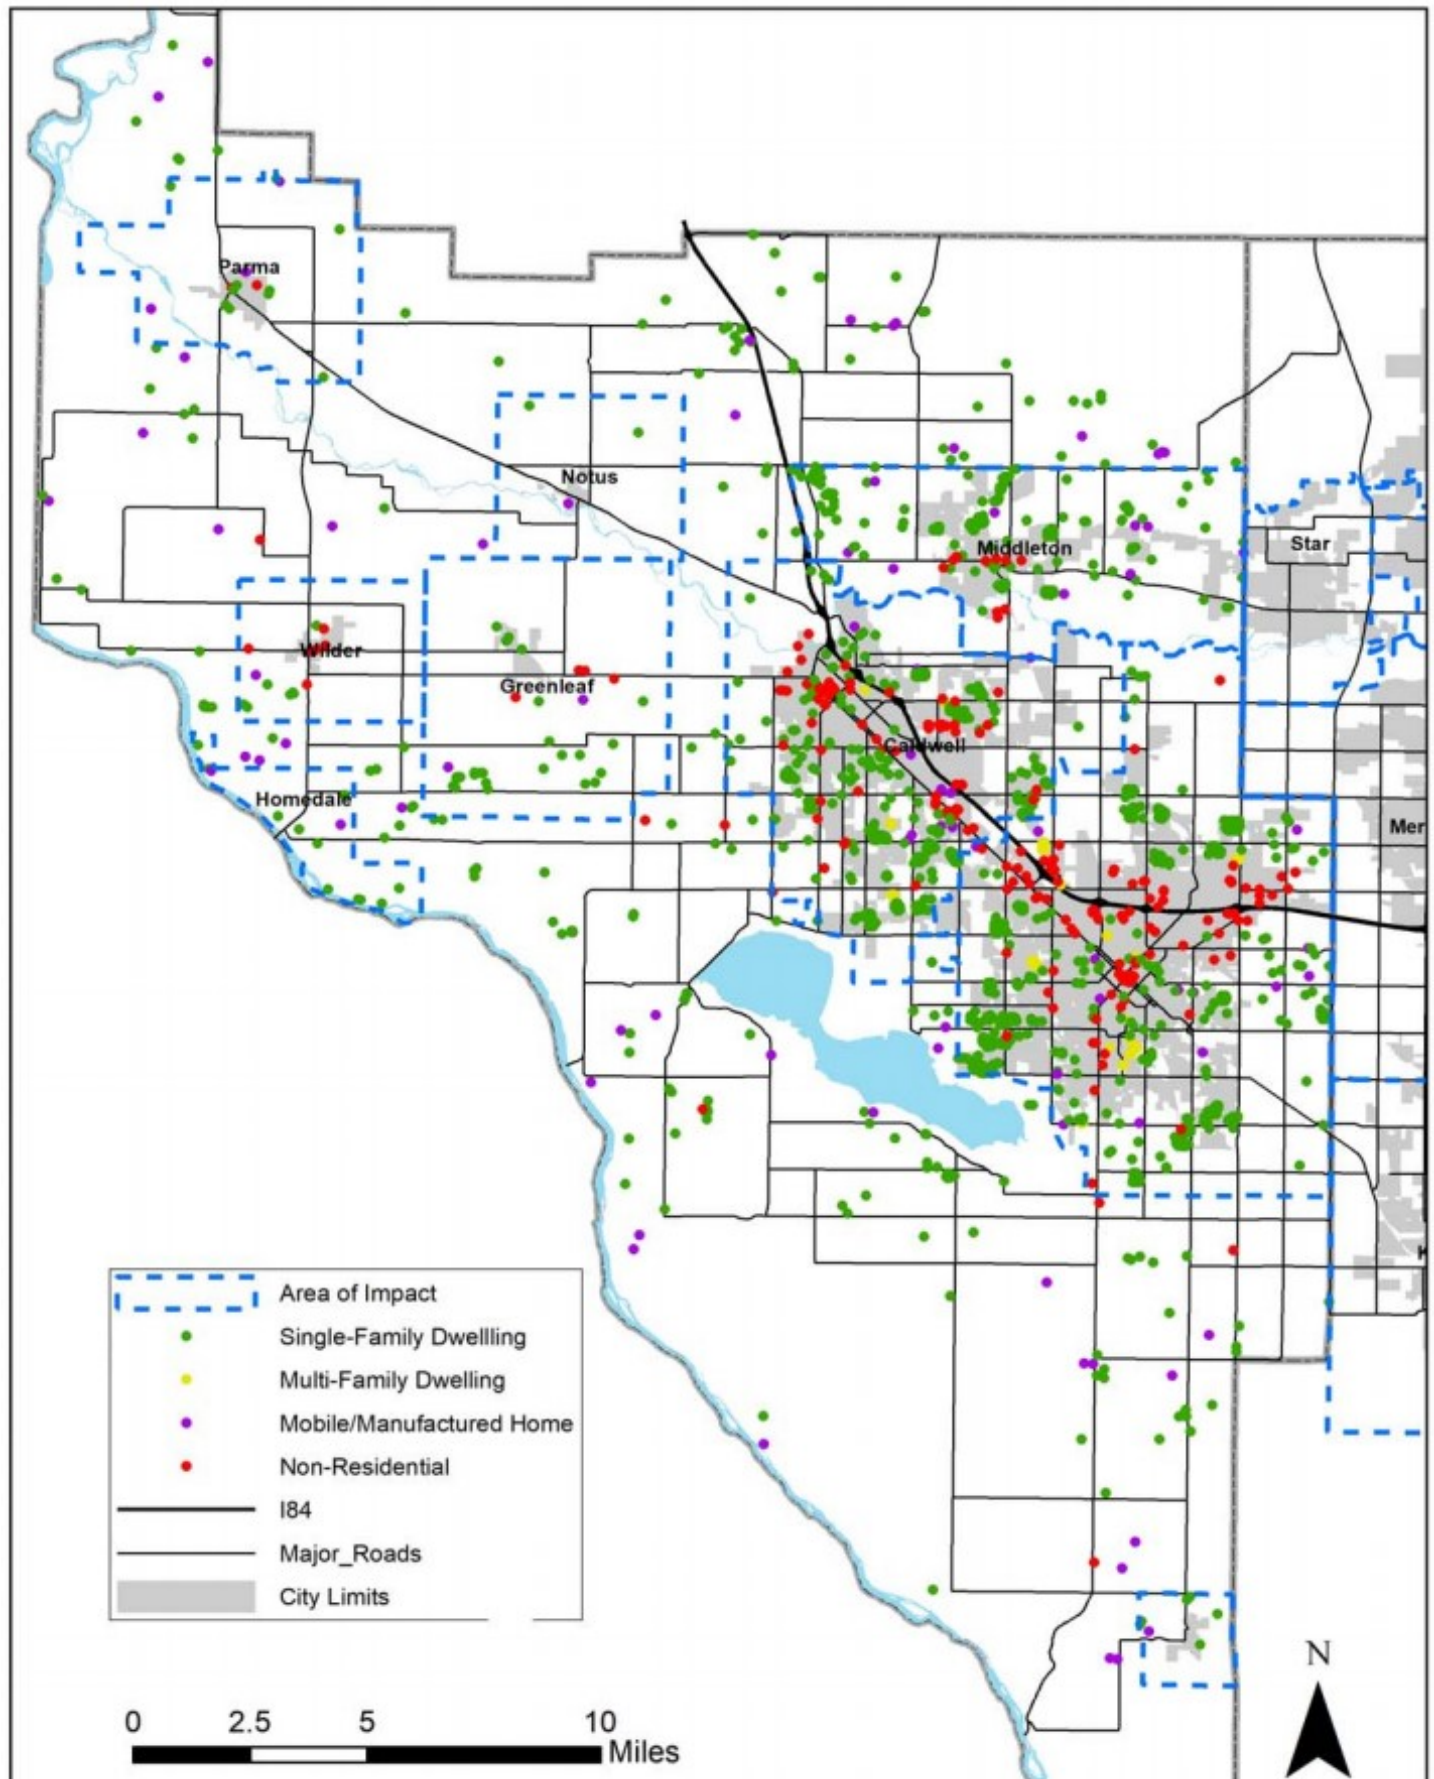 Parma
Notus
Middleton
Star
Wilder
Greenleaf
Caldwell
Homedale
Mer
K
Area of Impact
Single-Family Dwellling
Multi-Family Dwelling
Mobile/Manufactured Home
Non-Residential
I84
Major_Roads
City Limits
N
0 2.5 5 10
Miles